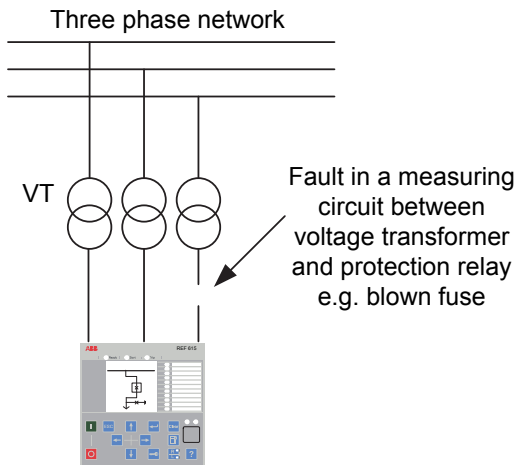 Three phase network
VT
Fault in a measuring
circuit between
voltage transformer
and protection relay
e.g. blown fuse
ABB
REF 615
ESC
?